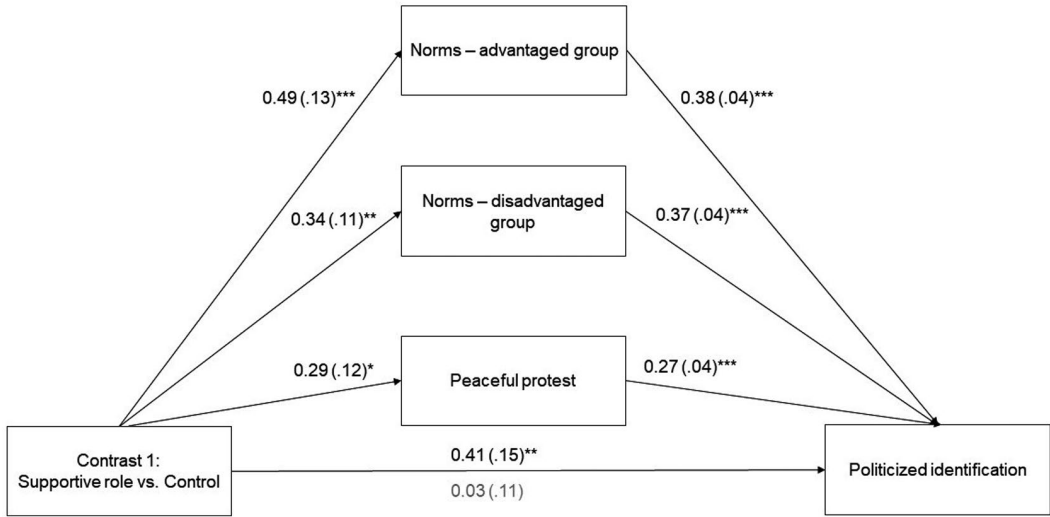 Norms – advantaged group
0.49 (.13)***
0.38 (.04)***
Norms – disadvantaged
group
0.34 (.11)**
0.37 (.04)***
0.29 (.12)*
Peaceful protest
0.27 (.04)***
Contrast 1:
Supportive role vs. Control
0.41 (.15)**
0.03 (.11)
Politicized identification